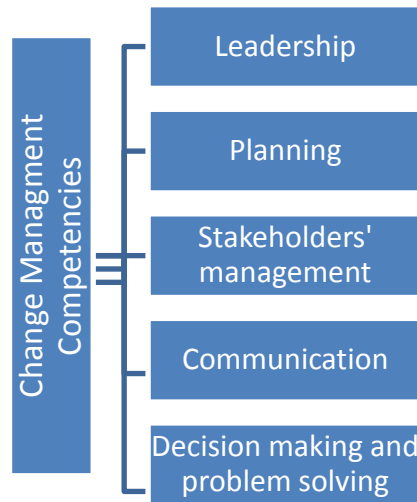 Change Managment
Competencies
Leadership
Planning
Stakeholders'
management
Communication
Decision making and
problem solving